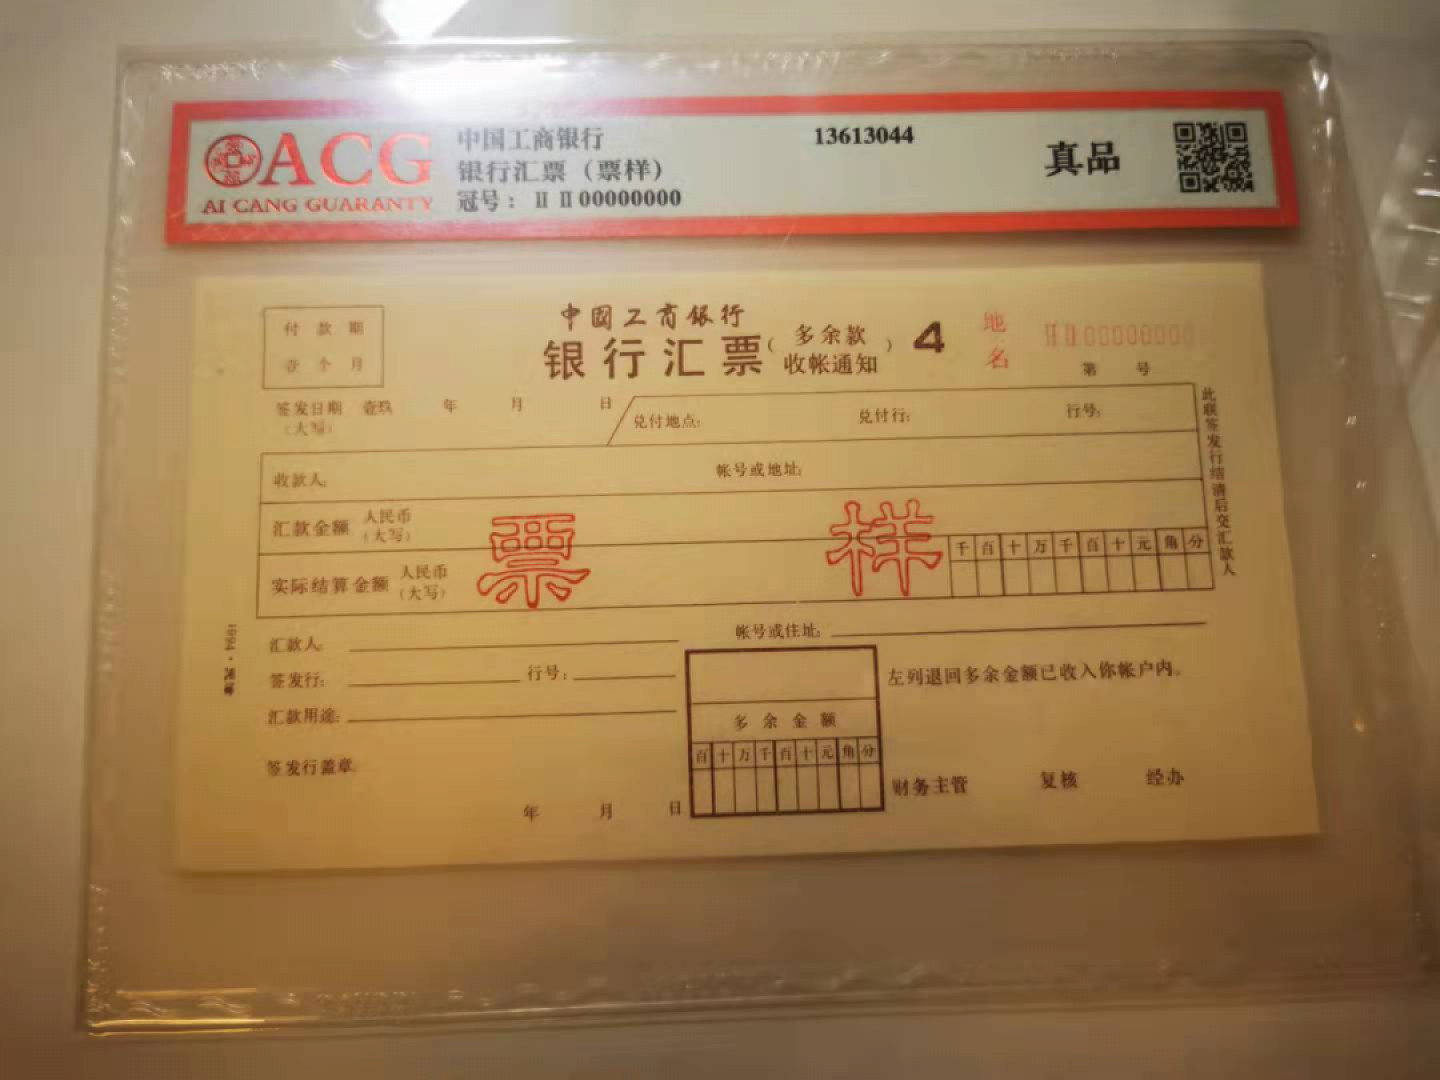 ACG
AI CANG GUARANTY
中国工商银行
银行汇票（票样）
冠号：ⅡⅡ00000000
13613044
真品
付款期
壹个月
中国工商银行
银行汇票（多余款收帐通知）4
地名
ⅡⅡ00000000
第 号
签发日期 壹玖 年 月 日
（大写）
兑付地点： 兑付行： 行号：
收款人： 帐号或地址：
汇款金额 人民币（大写）
票样
千百十万千百十元角分
实际结算金额 人民币（大写）
此联签发行结清后交汇款人
汇款人： 帐号或住址：
签发行： 行号：
汇款用途：
签发行盖章
年 月 日
多余金额
百十万千百十元角分
左列退回多余金额已收入你帐户内。
财务主管 复核 经办
1994